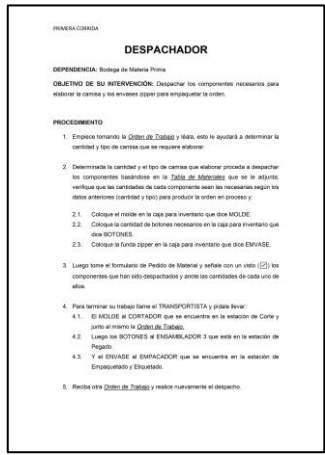 PRIMERA CORRIDA
DESPACHADOR
DEPENDENCIA: Bodega de Materia Prima
OBJETIVO DE SU INTERVENCIÓN: Despachar los componentes necesarios para
elaborar la camisa y los envases zipper para empaquetar la orden.
PROCEDIMIENTO
1. Empiece tomando la Orden de Trabajo y léala, esto le ayudará a determinar la
cantidad y tipo de camisa que se requiere elaborar.
2. Determinada la cantidad y el tipo de camisa que elaborar proceda a despachar
los componentes basándose en la Tabla de Materiales que se le adjunta;
verifique que las cantidades de cada componente sean las necesarias según los
datos anteriores (cantidad y tipo) para producir la orden en proceso y:
2.1. Coloque el molde en la caja para inventario que dice MOLDE.
2.2. Coloque la cantidad de botones necesarios en la caja para inventario que
dice BOTONES.
2.3. Coloque la funda zipper en la caja para inventario que dice EMVASE.
3. Luego tome el formulario de Pedido de Material y señale con un visto (☑) los
componentes que han sido despachados y anote las cantidades de cada uno de
ellos.
4. Para terminar su trabajo llame el TRANSPORTISTA y pídale llevar:
4.1. El MOLDE al CORTADOR que se encuentra en la estación de Corte y
junto al mismo la Orden de Trabajo.
4.2. Luego los BOTONES al ENSAMBLADOR 3 que está en la estación de
Pegado.
4.3. Y el ENVASE al EMPACADOR que se encuentra en la estación de
Empaquetado y Etiquetado.
5. Reciba otra Orden de Trabajo y realice nuevamente el despacho.